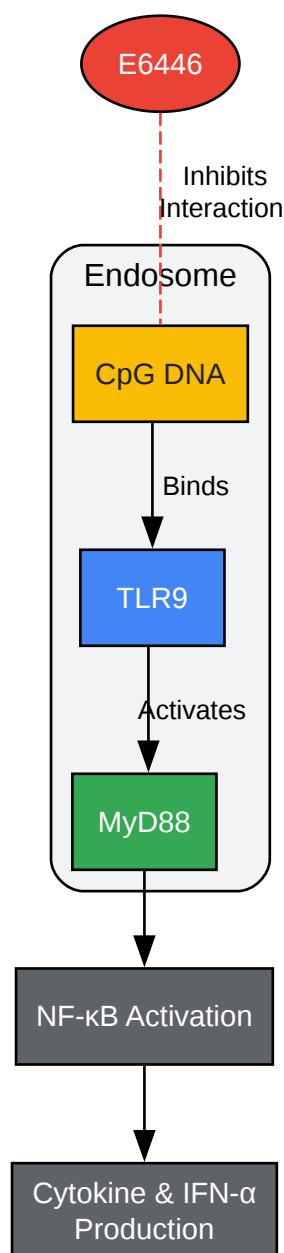 E6446
Inhibits
Interaction
Endosome
CpG DNA
Binds
TLR9
Activates
MyD88
NF-κB Activation
Cytokine & IFN-α
Production